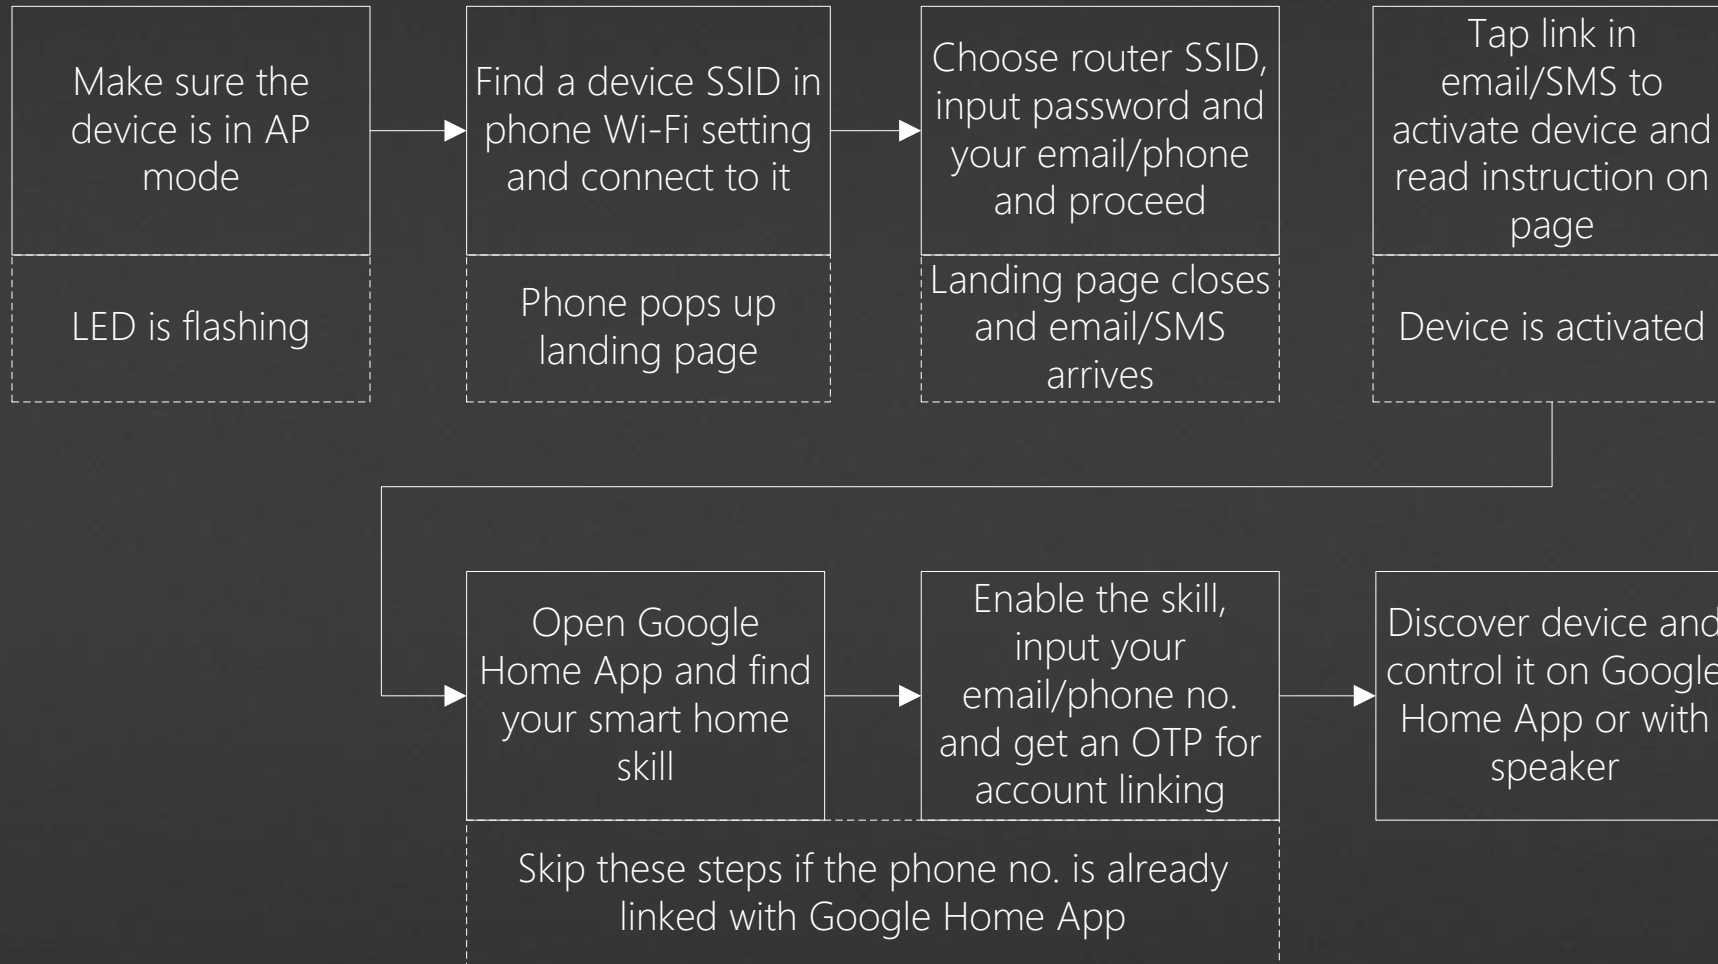 Make sure the
device is in AP
mode
LED is flashing
Find a device SSID in
phone Wi-Fi setting
and connect to it
Phone pops up
landing page
Choose router SSID,
input password and
your email/phone
and proceed
Landing page closes
and email/SMS
arrives
Tap link in
email/SMS to
activate device and
read instruction on
page
Device is activated
Open Google
Home App and find
your smart home
skill
Enable the skill,
input your
email/phone no.
and get an OTP for
account linking
Skip these steps if the phone no. is already
linked with Google Home App
Discover device and
control it on Google
Home App or with
speaker